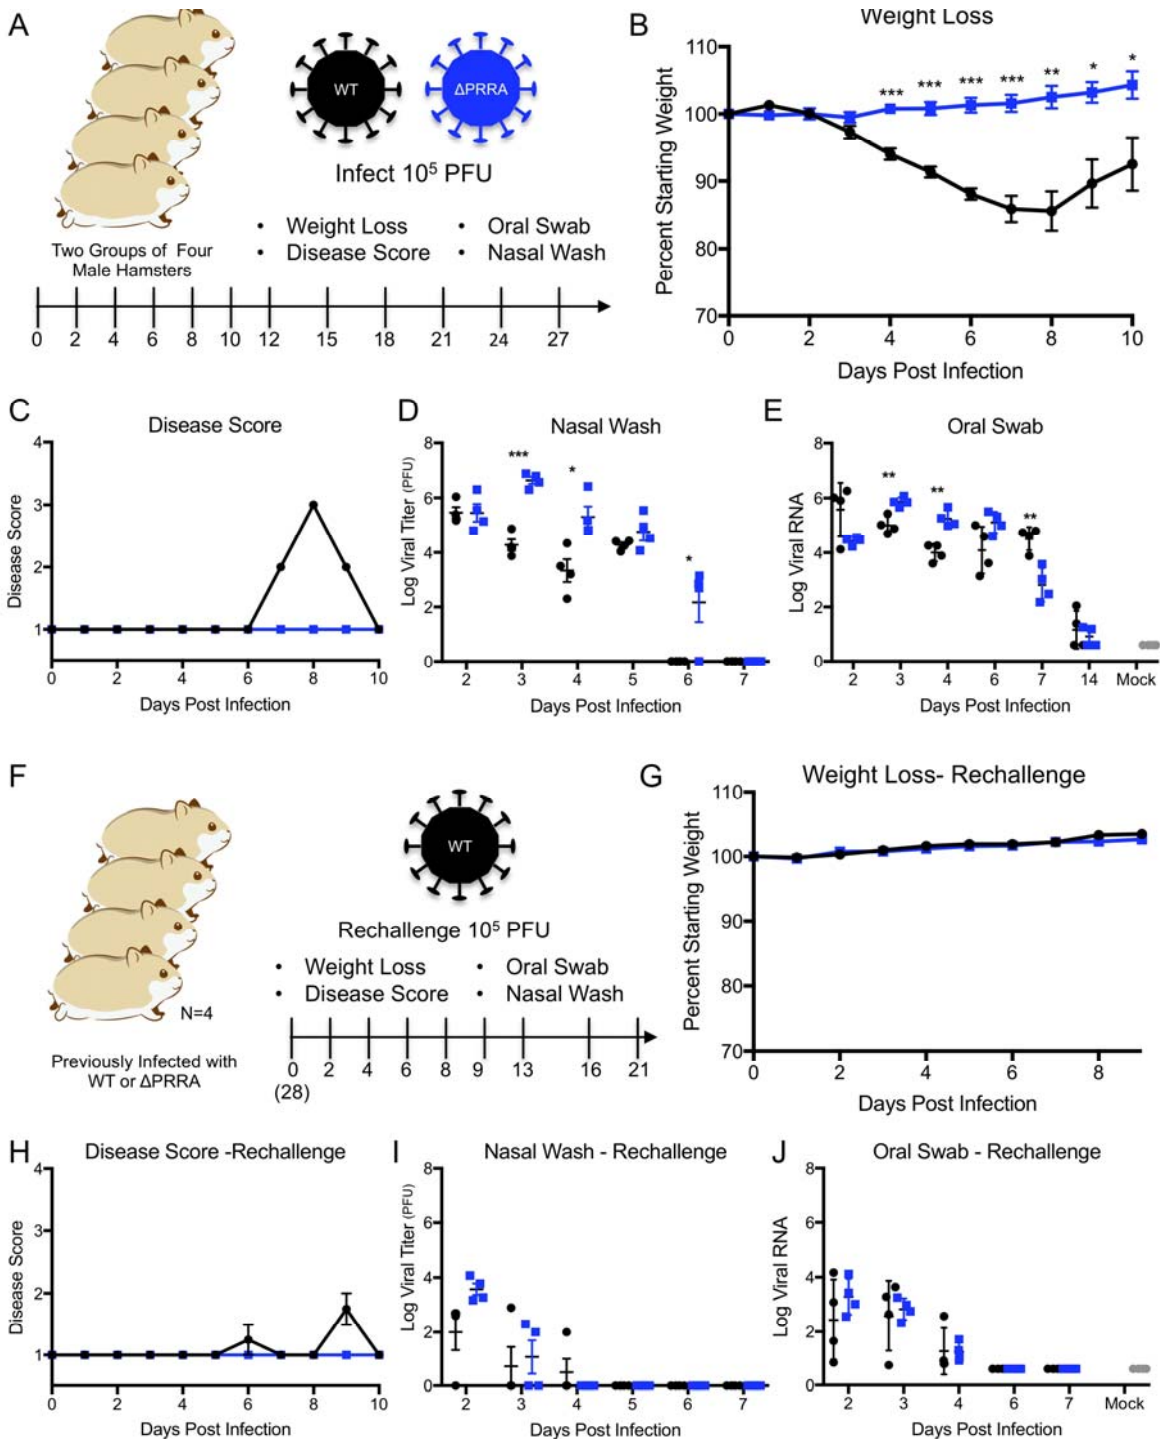 A
WT
ΔPRRA
Infect 10⁵ PFU
• Weight Loss
• Disease Score
• Oral Swab
• Nasal Wash
Two Groups of Four
Male Hamsters
0 2 4 6 8 10 12 15 18 21 24 27
B
Weight Loss
Percent Starting Weight
110
100
90
80
70
*** *** *** *** ** * *
0 2 4 6 8 10
Days Post Infection
C
Disease Score
Disease Score
4
3
2
1
0 2 4 6 8 10
Days Post Infection
D
Nasal Wash
Log Viral Titer (PFU)
8
6
4
2
0
*** * *
2 3 4 5 6 7
Days Post Infection
E
Oral Swab
Log Viral RNA
8
6
4
2
0
** ** **
2 3 4 6 7 14 Mock
Days Post Infection
F
WT
Rechallenge 10⁵ PFU
• Weight Loss
• Disease Score
• Oral Swab
• Nasal Wash
N=4
Previously Infected with
WT or ΔPRRA
0 2 4 6 8 9 13 16 21
(28)
G
Weight Loss- Rechallenge
Percent Starting Weight
110
100
90
80
70
0 2 4 6 8
Days Post Infection
H
Disease Score -Rechallenge
Disease Score
4
3
2
1
0 2 4 6 8 10
Days Post Infection
I
Nasal Wash - Rechallenge
Log Viral Titer (PFU)
8
6
4
2
0
2 3 4 5 6 7
Days Post Infection
J
Oral Swab - Rechallenge
Log Viral RNA
8
6
4
2
0
2 3 4 6 7 Mock
Days Post Infection